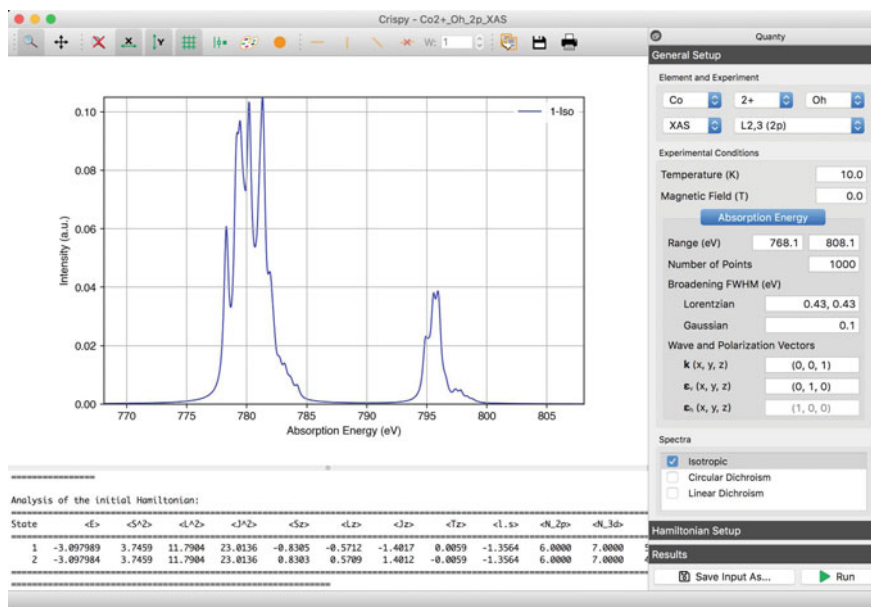 Crispy - Co2+_Oh_2p_XAS
W: 1
1-Iso
0.10
0.08
0.06
0.04
0.02
0.00
Intensity (a.u.)
770 775 780 785 790 795 800 805
Absorption Energy (eV)
================
Analysis of the initial Hamiltonian:
State <E> <S^2> <L^2> <J^2> <Sz> <Lz> <Jz> <Tz> <l.s> <N_2p> <N_3d>
1 -3.097989 3.7459 11.7904 23.0136 -0.8305 -0.5712 -1.4017 0.0059 -1.3564 6.0000 7.0000
2 -3.097984 3.7459 11.7904 23.0136 0.8303 0.5709 1.4012 -0.0059 -1.3564 6.0000 7.0000
Quanty
General Setup
Element and Experiment
Co 2+ Oh
XAS L2,3 (2p)
Experimental Conditions
Temperature (K) 10.0
Magnetic Field (T) 0.0
Absorption Energy
Range (eV) 768.1 808.1
Number of Points 1000
Broadening FWHM (eV)
Lorentzian 0.43, 0.43
Gaussian 0.1
Wave and Polarization Vectors
k (x, y, z) (0, 0, 1)
εᵥ (x, y, z) (0, 1, 0)
εₕ (x, y, z) (1, 0, 0)
Spectra
Isotropic
Circular Dichroism
Linear Dichroism
Hamiltonian Setup
Results
Save Input As... Run